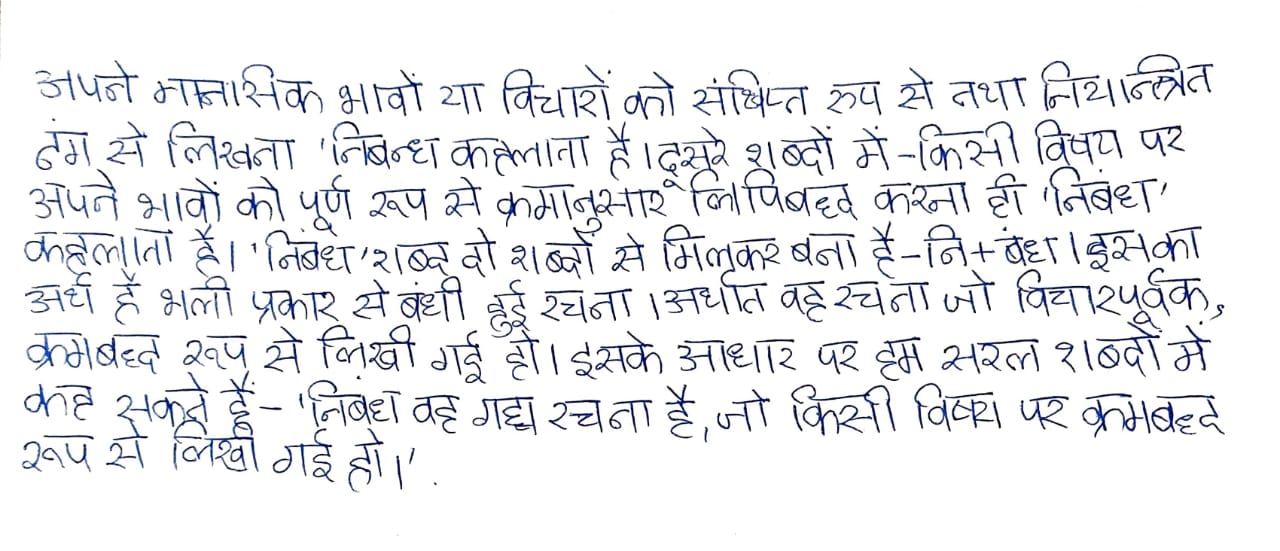 अपने मानसिक भावों या विचारों को संक्षिप्त रुप से तथा नियान्त्रित
ढंग से लिखना 'निबन्ध कहलाता है। दूसरे शब्दों में -किसी विषय पर
अपने भावों को पूर्ण रूप से क्रमानुसार लिपिबद्ध करना ही 'निबंध'
कहलाता है। 'निबंध' शब्द दो शब्दों से मिलकर बना है -नि+ बंध। इसका
अर्थ है भली प्रकार से बंधी हुई रचना । अर्थात वह रचना जो विचारपूर्वक,
क्रमबद्ध रूप से लिखी गई हो। इसके आधार पर हम सरल शब्दों में
कह सकते हैं - 'निबंध वह गद्य रचना है, जो किसी विषय पर क्रमबद्ध
रूप से लिखी गई हो।'.